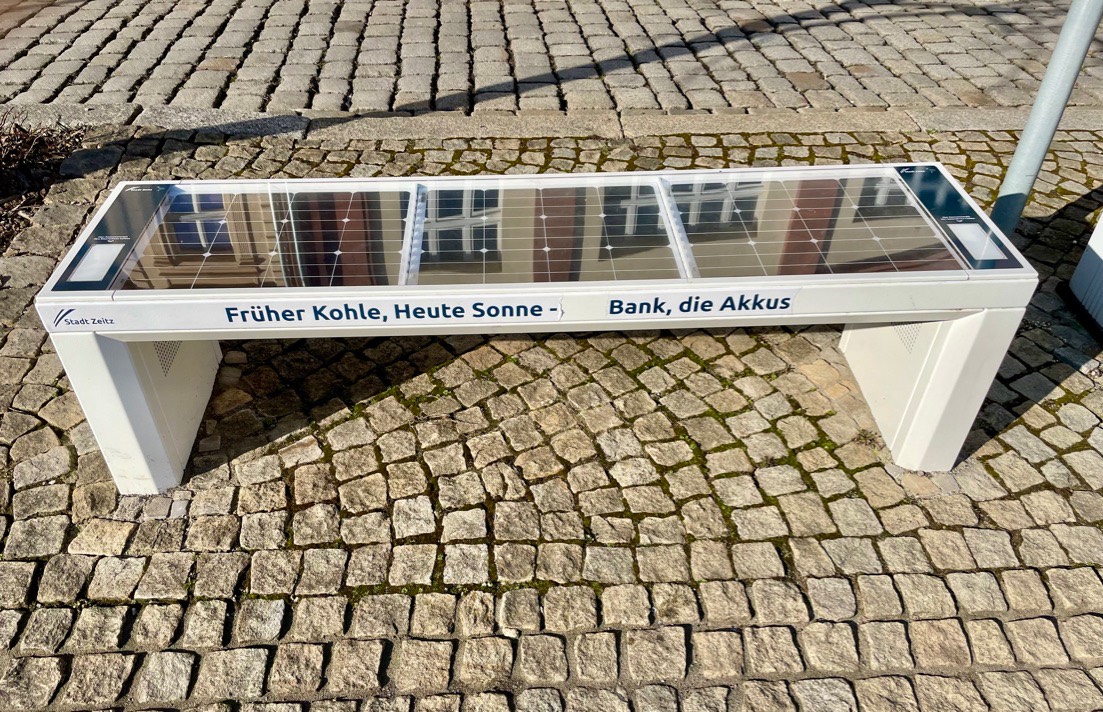 Früher Kohle, Heute Sonne - Bank, die Akkus
Stadt Zeitz